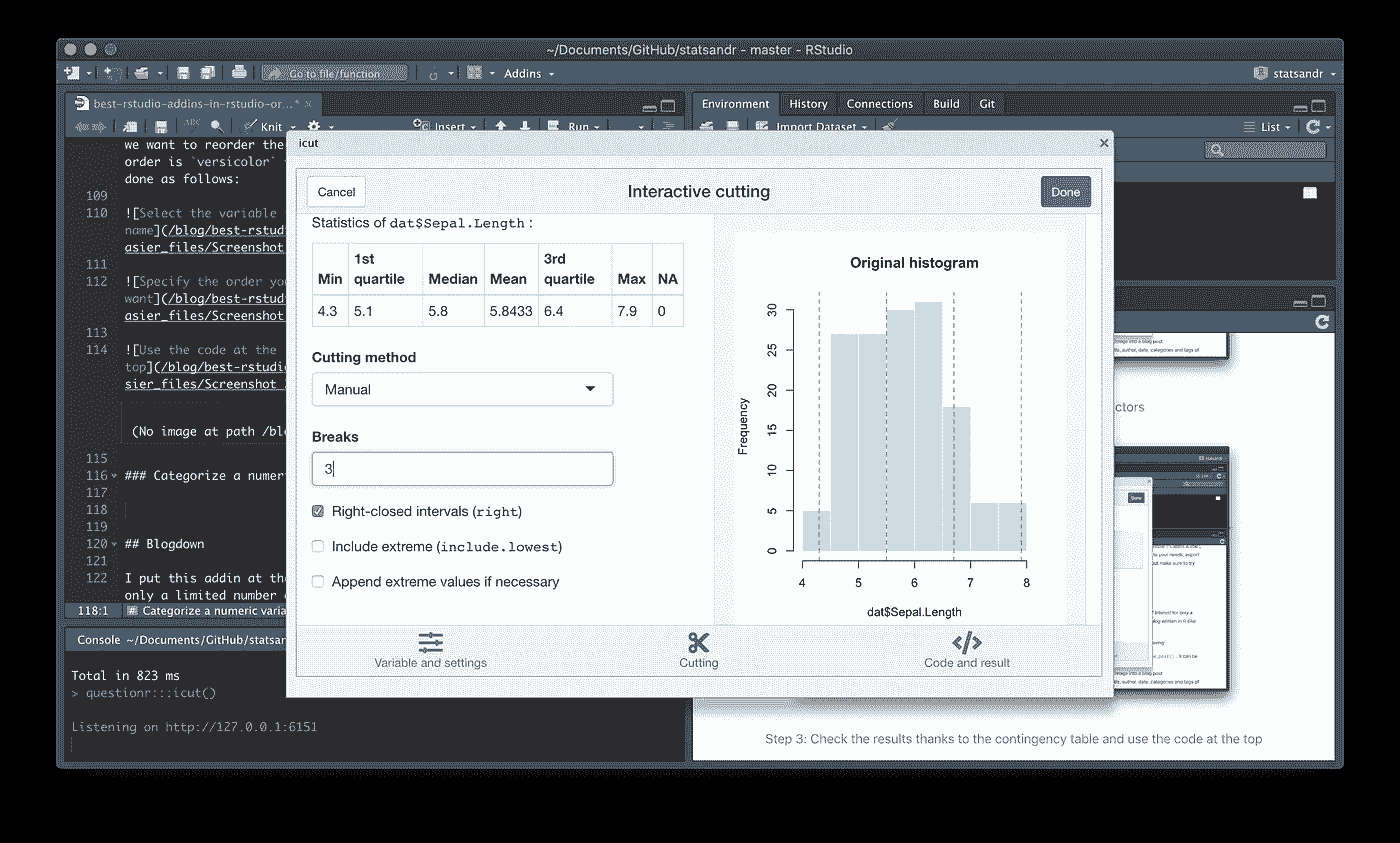 ~/Documents/GitHub/statsandr - master - RStudio
Go to file/function
Addins
statsandr
best-rstudio-addins-in-rstudio-or...*
Environment
History
Connections
Build
Git
ABC
Knit
Insert
Run
Import Dataset
List
we want to reorder the
order is `versicolor`
done as follows:
109
110 ![Select the variable
name](/blog/best-rstudi
asier_files/Screenshot
111
112 ![Specify the order yo
want](/blog/best-rstudi
asier_files/Screenshot
113
114 ![Use the code at the
top](/blog/best-rstudi
sier_files/Screenshot
(No image at path /bl
115
116 ### Categorize a numer
117
118
119
120 ## Blogdown
121
122 I put this addin at th
only a limited number
118:1
# Categorize a numeric varia
Console ~/Documents/GitHub/statsan
Total in 823 ms
> questionr:::icut()
Listening on http://127.0.0.1:6151
icut
Cancel
Interactive cutting
Done
Statistics of dat$Sepal.Length :
Min 1st quartile Median Mean 3rd quartile Max NA
4.3 5.1 5.8 5.8433 6.4 7.9 0
Cutting method
Manual
Breaks
3
Right-closed intervals (right)
Include extreme (include.lowest)
Append extreme values if necessary
Original histogram
Frequency
30
25
20
15
10
5
0
4 5 6 7 8
dat$Sepal.Length
Variable and settings
Cutting
Code and result
ctors
Step 3: Check the results thanks to the contingency table and use the code at the top